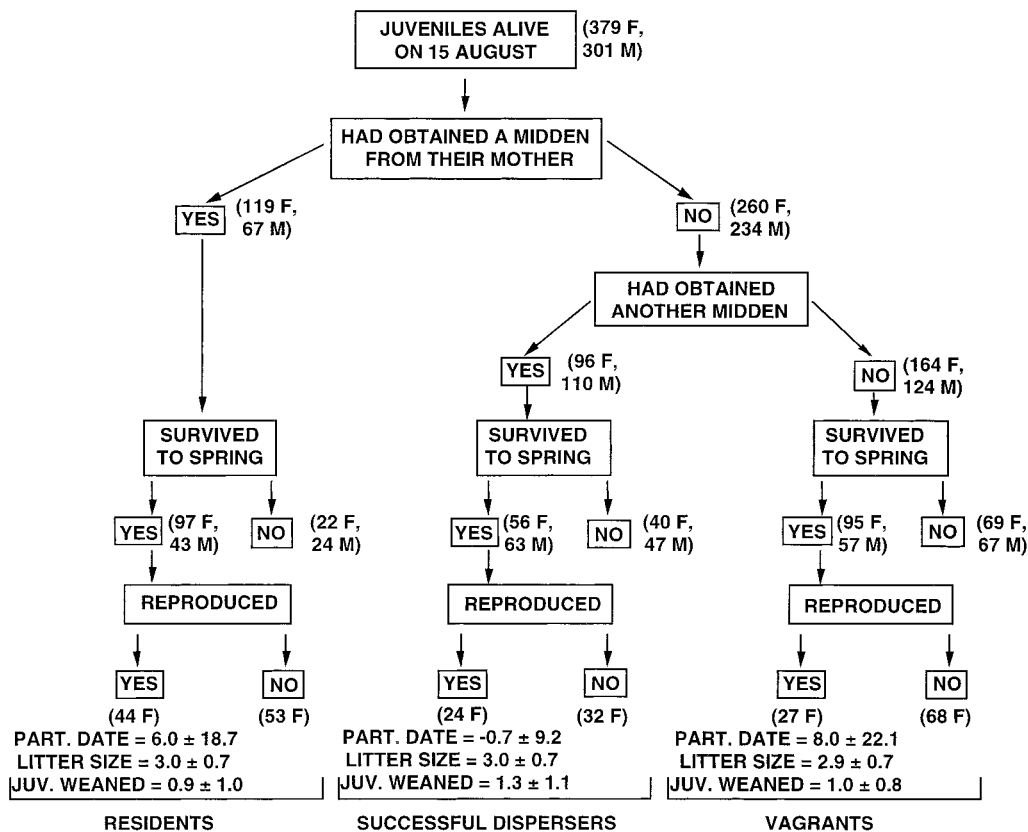 JUVENILES ALIVE
ON 15 AUGUST
(379 F,
301 M)
HAD OBTAINED A MIDDEN
FROM THEIR MOTHER
YES
(119 F,
67 M)
NO
(260 F,
234 M)
HAD OBTAINED
ANOTHER MIDDEN
YES
(96 F,
110 M)
NO
(164 F,
124 M)
SURVIVED
TO SPRING
SURVIVED
TO SPRING
SURVIVED
TO SPRING
YES
(97 F,
43 M)
NO
(22 F,
24 M)
YES
(56 F,
63 M)
NO
(40 F,
47 M)
YES
(95 F,
57 M)
NO
(69 F,
67 M)
REPRODUCED
REPRODUCED
REPRODUCED
YES
(44 F)
NO
(53 F)
YES
(24 F)
NO
(32 F)
YES
(27 F)
NO
(68 F)
PART. DATE = 6.0 ± 18.7
LITTER SIZE = 3.0 ± 0.7
JUV. WEANED = 0.9 ± 1.0
PART. DATE = -0.7 ± 9.2
LITTER SIZE = 3.0 ± 0.7
JUV. WEANED = 1.3 ± 1.1
PART. DATE = 8.0 ± 22.1
LITTER SIZE = 2.9 ± 0.7
JUV. WEANED = 1.0 ± 0.8
RESIDENTS
SUCCESSFUL DISPERSERS
VAGRANTS